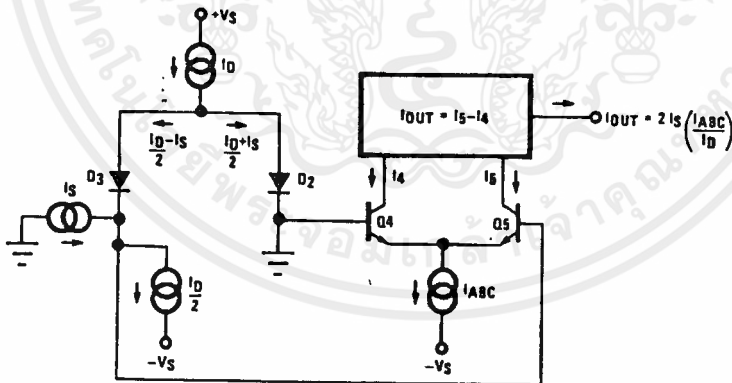 +VS
ID
IOUT = I5-I4
IOUT = 2 IS (IABC/ID)
ID/2 - IS
ID/2 + IS
D3
D2
I4
I5
IS
Q4
Q5
ID/2
IABC
-VS
-VS